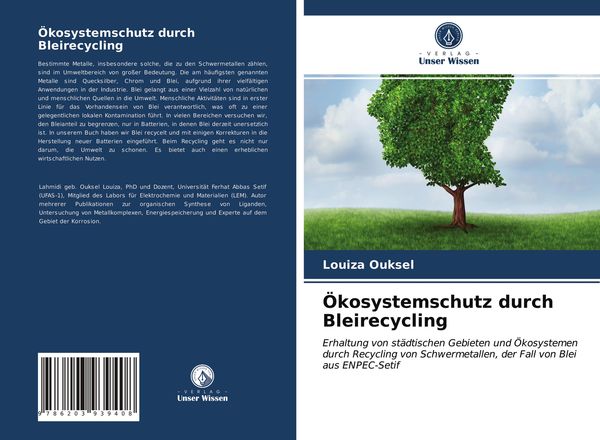 Ökosystemschutz durch
Bleirecycling
Bestimmte Metalle, insbesondere solche, die zu den Schwermetallen zählen,
sind im Umweltbereich von großer Bedeutung. Die am häufigsten genannten
Metalle sind Quecksilber, Chrom und Blei, aufgrund ihrer vielfältigen
Anwendungen in der Industrie. Blei gelangt aus einer Vielzahl von natürlichen
und menschlichen Quellen in die Umwelt. Menschliche Aktivitäten sind in erster
Linie für das Vorhandensein von Blei verantwortlich, was oft zu einer
gelegentlichen lokalen Kontamination führt. In vielen Bereichen versuchen wir,
den Bleianteil zu begrenzen, nur in Batterien, in denen Blei derzeit unersetzlich
ist. In unserem Buch haben wir Blei recycelt und mit einigen Korrekturen in die
Herstellung neuer Batterien eingeführt. Beim Recycling geht es nicht nur
darum, die Umwelt zu schonen. Es bietet auch einen erheblichen
wirtschaftlichen Nutzen.
Lahmidi geb. Ouksel Louiza, PhD und Dozent, Universität Ferhat Abbas Setif
(UFAS-1), Mitglied des Labors für Elektrochemie und Materialien (LEM). Autor
mehrerer Publikationen zur organischen Synthese von Liganden,
Untersuchung von Metallkomplexen, Energiespeicherung und Experte auf dem
Gebiet der Korrosion.
9 786203 939408
VERLAG
Unser Wissen
VERLAG
Unser Wissen
Louiza Ouksel
Ökosystemschutz durch
Bleirecycling
Erhaltung von städtischen Gebieten und Ökosystemen
durch Recycling von Schwermetallen, der Fall von Blei
aus ENPEC-Setif